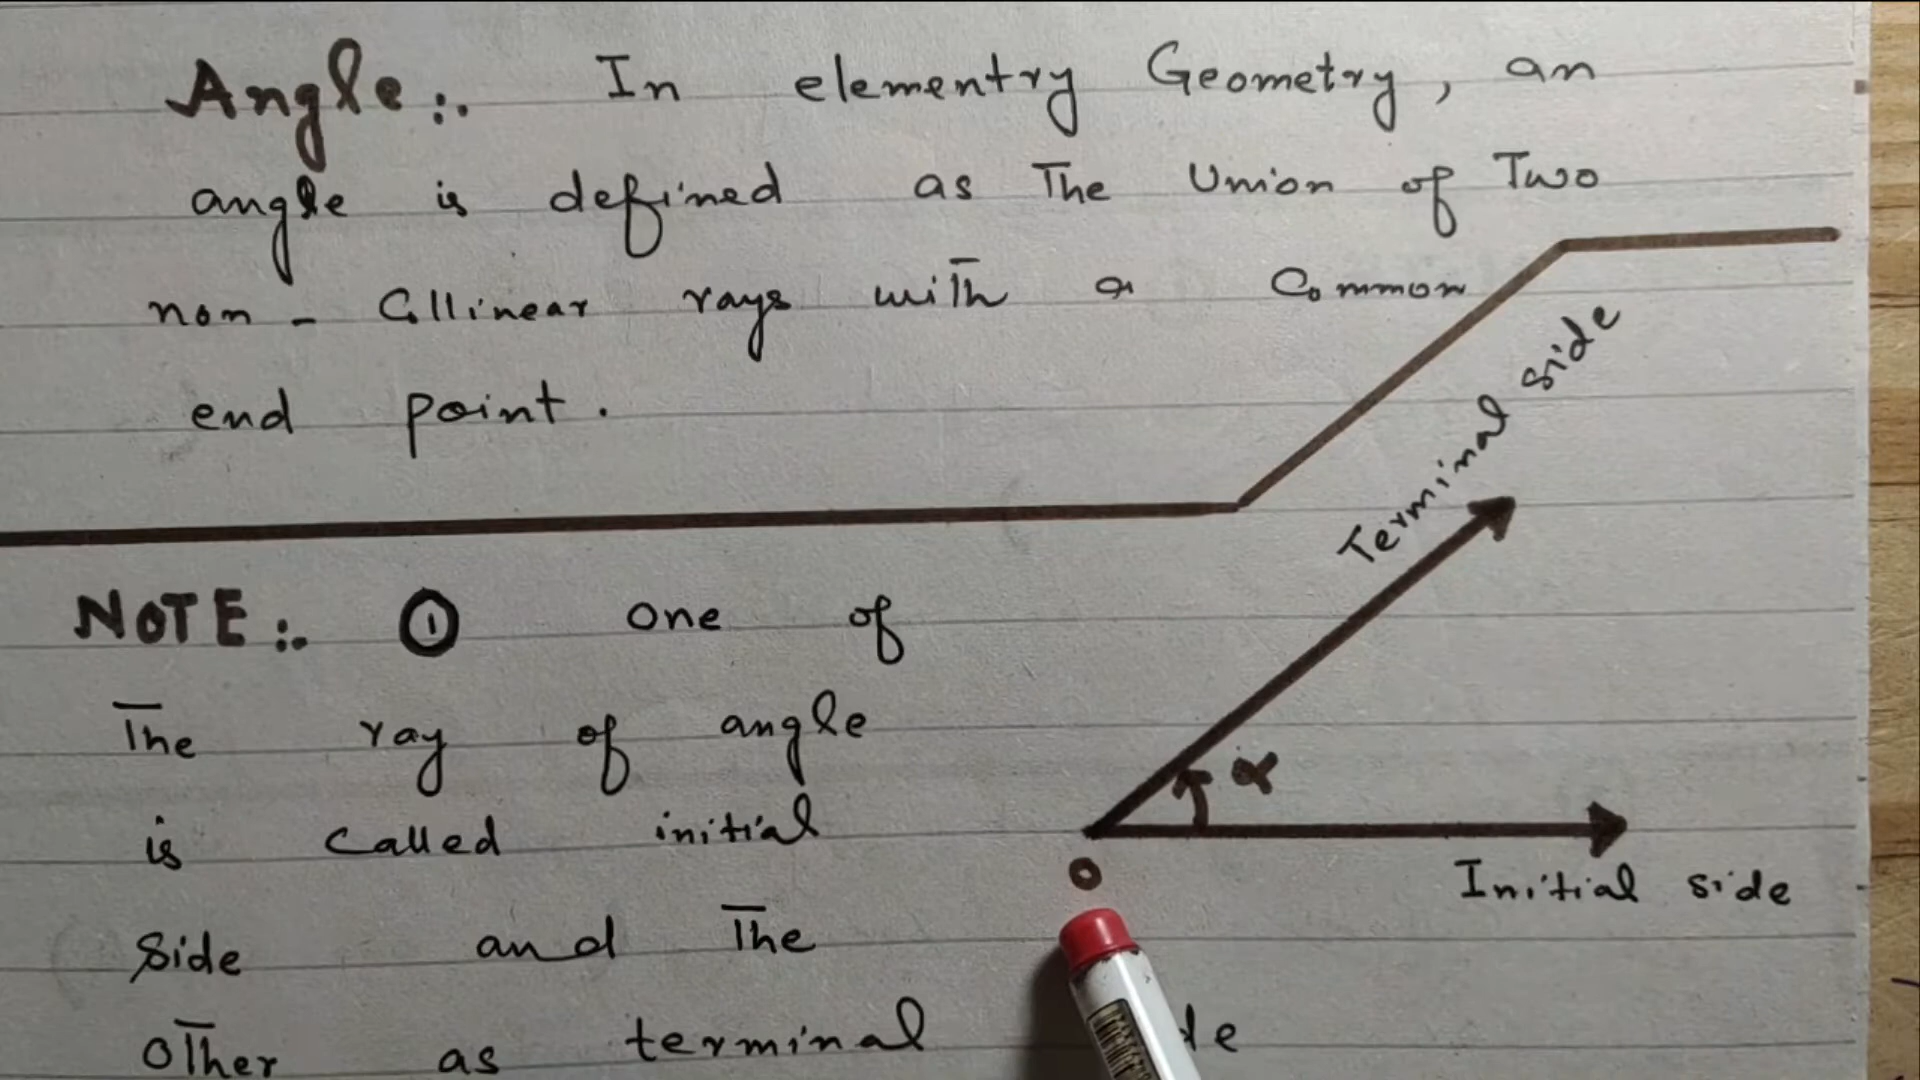 Angle:. In elementry Geometry, an
angle is defined as The Union of Two
non - Collinear rays with a Common
end point.
Terminal side
NOTE:. ① one of
The ray of angle
is called initial
α
O
Initial side
side and The
other as terminal de